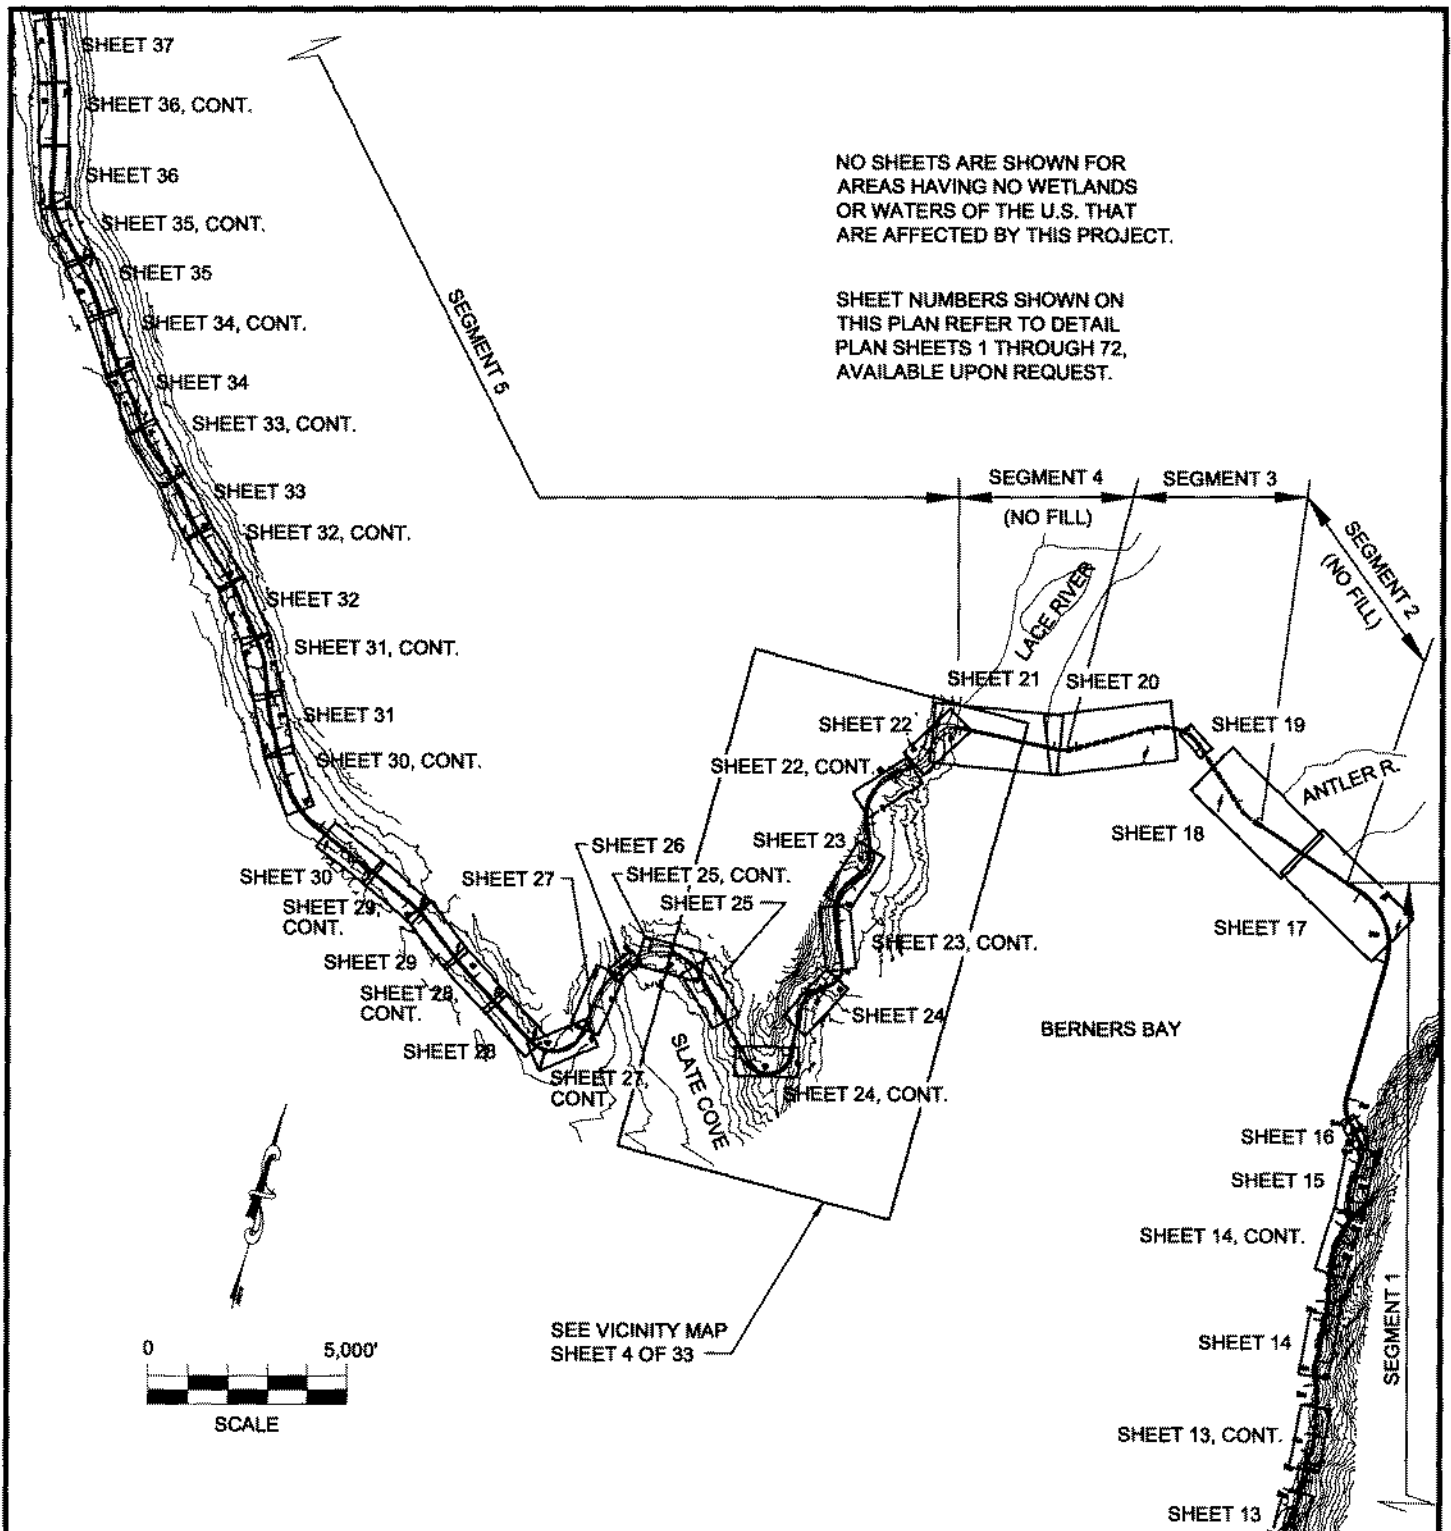 SHEET 37
SHEET 36, CONT.
SHEET 36
SHEET 35, CONT.
SHEET 35
SHEET 34, CONT.
SHEET 34
SHEET 33, CONT.
SHEET 33
SHEET 32, CONT.
SHEET 32
SHEET 31, CONT.
SHEET 31
SHEET 30, CONT.
SHEET 30
SHEET 29,
CONT.
SHEET 29
SHEET 28,
CONT.
SHEET 28
SEGMENT 5
NO SHEETS ARE SHOWN FOR
AREAS HAVING NO WETLANDS
OR WATERS OF THE U.S. THAT
ARE AFFECTED BY THIS PROJECT.
SHEET NUMBERS SHOWN ON
THIS PLAN REFER TO DETAIL
PLAN SHEETS 1 THROUGH 72,
AVAILABLE UPON REQUEST.
SEGMENT 4
(NO FILL)
SEGMENT 3
SEGMENT 2
(NO FILL)
LACE RIVER
SHEET 21
SHEET 20
SHEET 22
SHEET 19
SHEET 22, CONT.
ANTLER R.
SHEET 18
SHEET 23
SHEET 26
SHEET 25, CONT.
SHEET 27
SHEET 25
SHEET 17
SHEET 23, CONT.
SHEET 24
BERNERS BAY
SLATE COVE
SHEET 27,
CONT.
SHEET 24, CONT.
SHEET 16
SHEET 15
SHEET 14, CONT.
SHEET 14
SEGMENT 1
SHEET 13, CONT.
SHEET 13
SEE VICINITY MAP
SHEET 4 OF 33
0 5,000'
SCALE